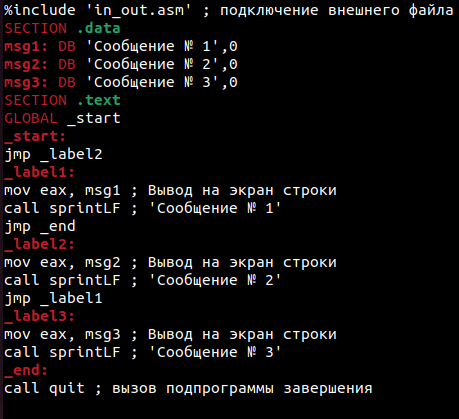 %include 'in_out.asm' ; подключение внешнего файла
SECTION .data
msg1: DB 'Сообщение № 1',0
msg2: DB 'Сообщение № 2',0
msg3: DB 'Сообщение № 3',0
SECTION .text
GLOBAL _start
_start:
jmp _label2
_label1:
mov eax, msg1 ; Вывод на экран строки
call sprintLF ; 'Сообщение № 1'
jmp _end
_label2:
mov eax, msg2 ; Вывод на экран строки
call sprintLF ; 'Сообщение № 2'
jmp _label1
_label3:
mov eax, msg3 ; Вывод на экран строки
call sprintLF ; 'Сообщение № 3'
_end:
call quit ; вызов подпрограммы завершения